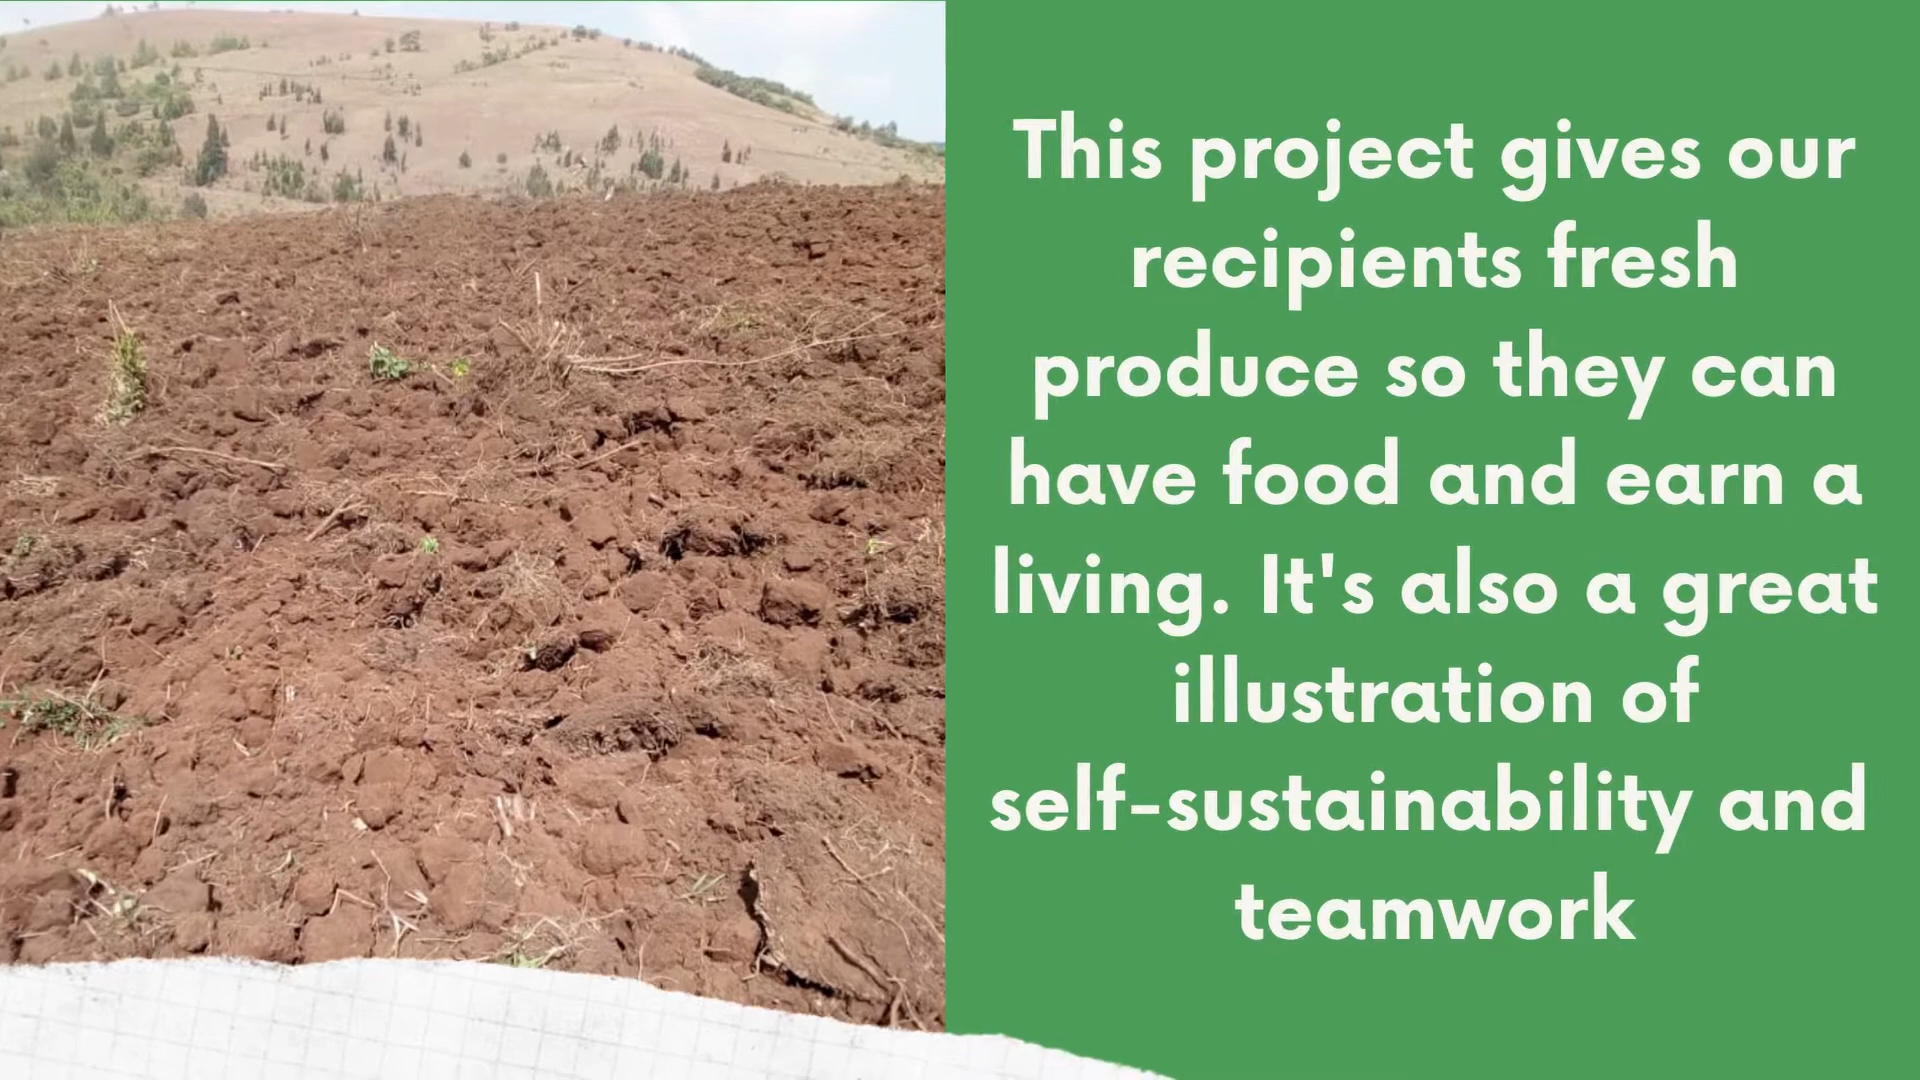 This project gives our
recipients fresh
produce so they can
have food and earn a
living. It's also a great
illustration of
self-sustainability and
teamwork